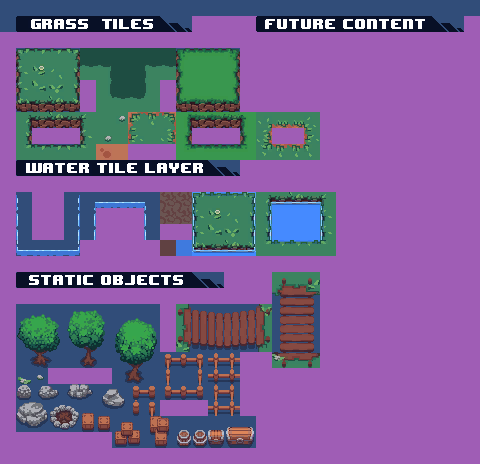 GRASS TILES
FUTURE CONTENT
WATER TILE LAYER
STATIC OBJECTS